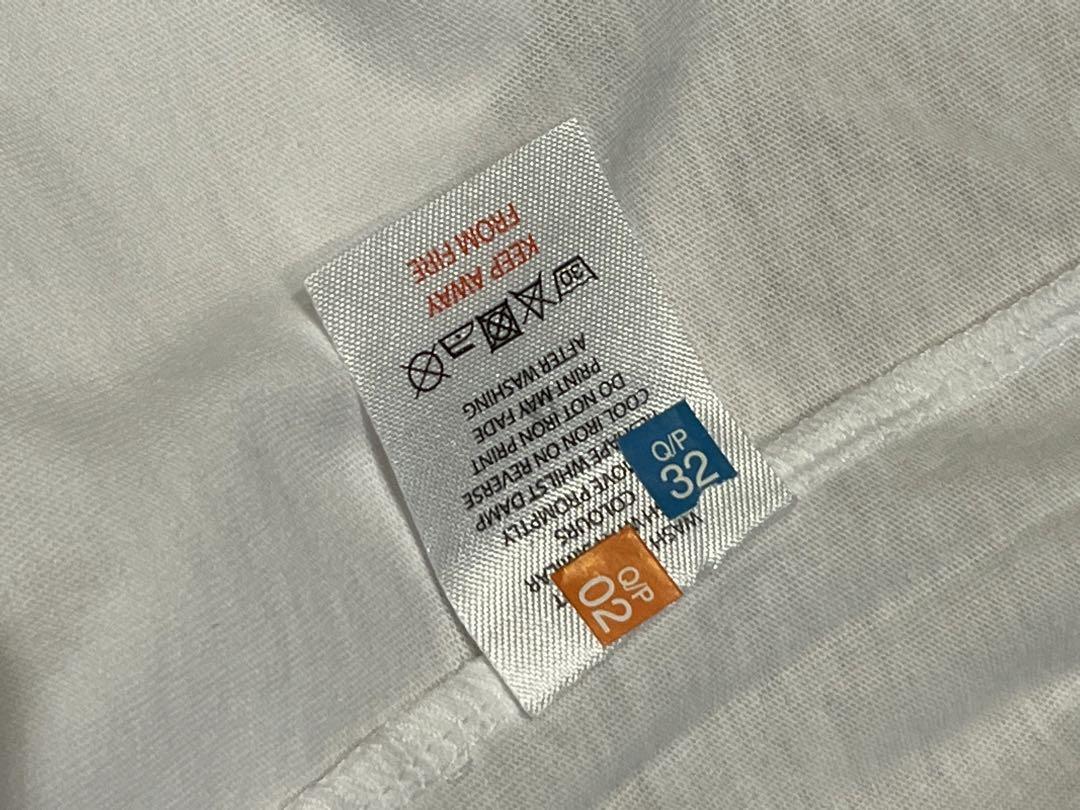 WASH
COLOURS
PROMPTLY
WHILST DAMP
COOL IRON ON REVERSE
DO NOT IRON PRINT
PRINT MAY FADE
AFTER WASHING
30
KEEP AWAY
FROM FIRE
Q/P
32
Q/P
02